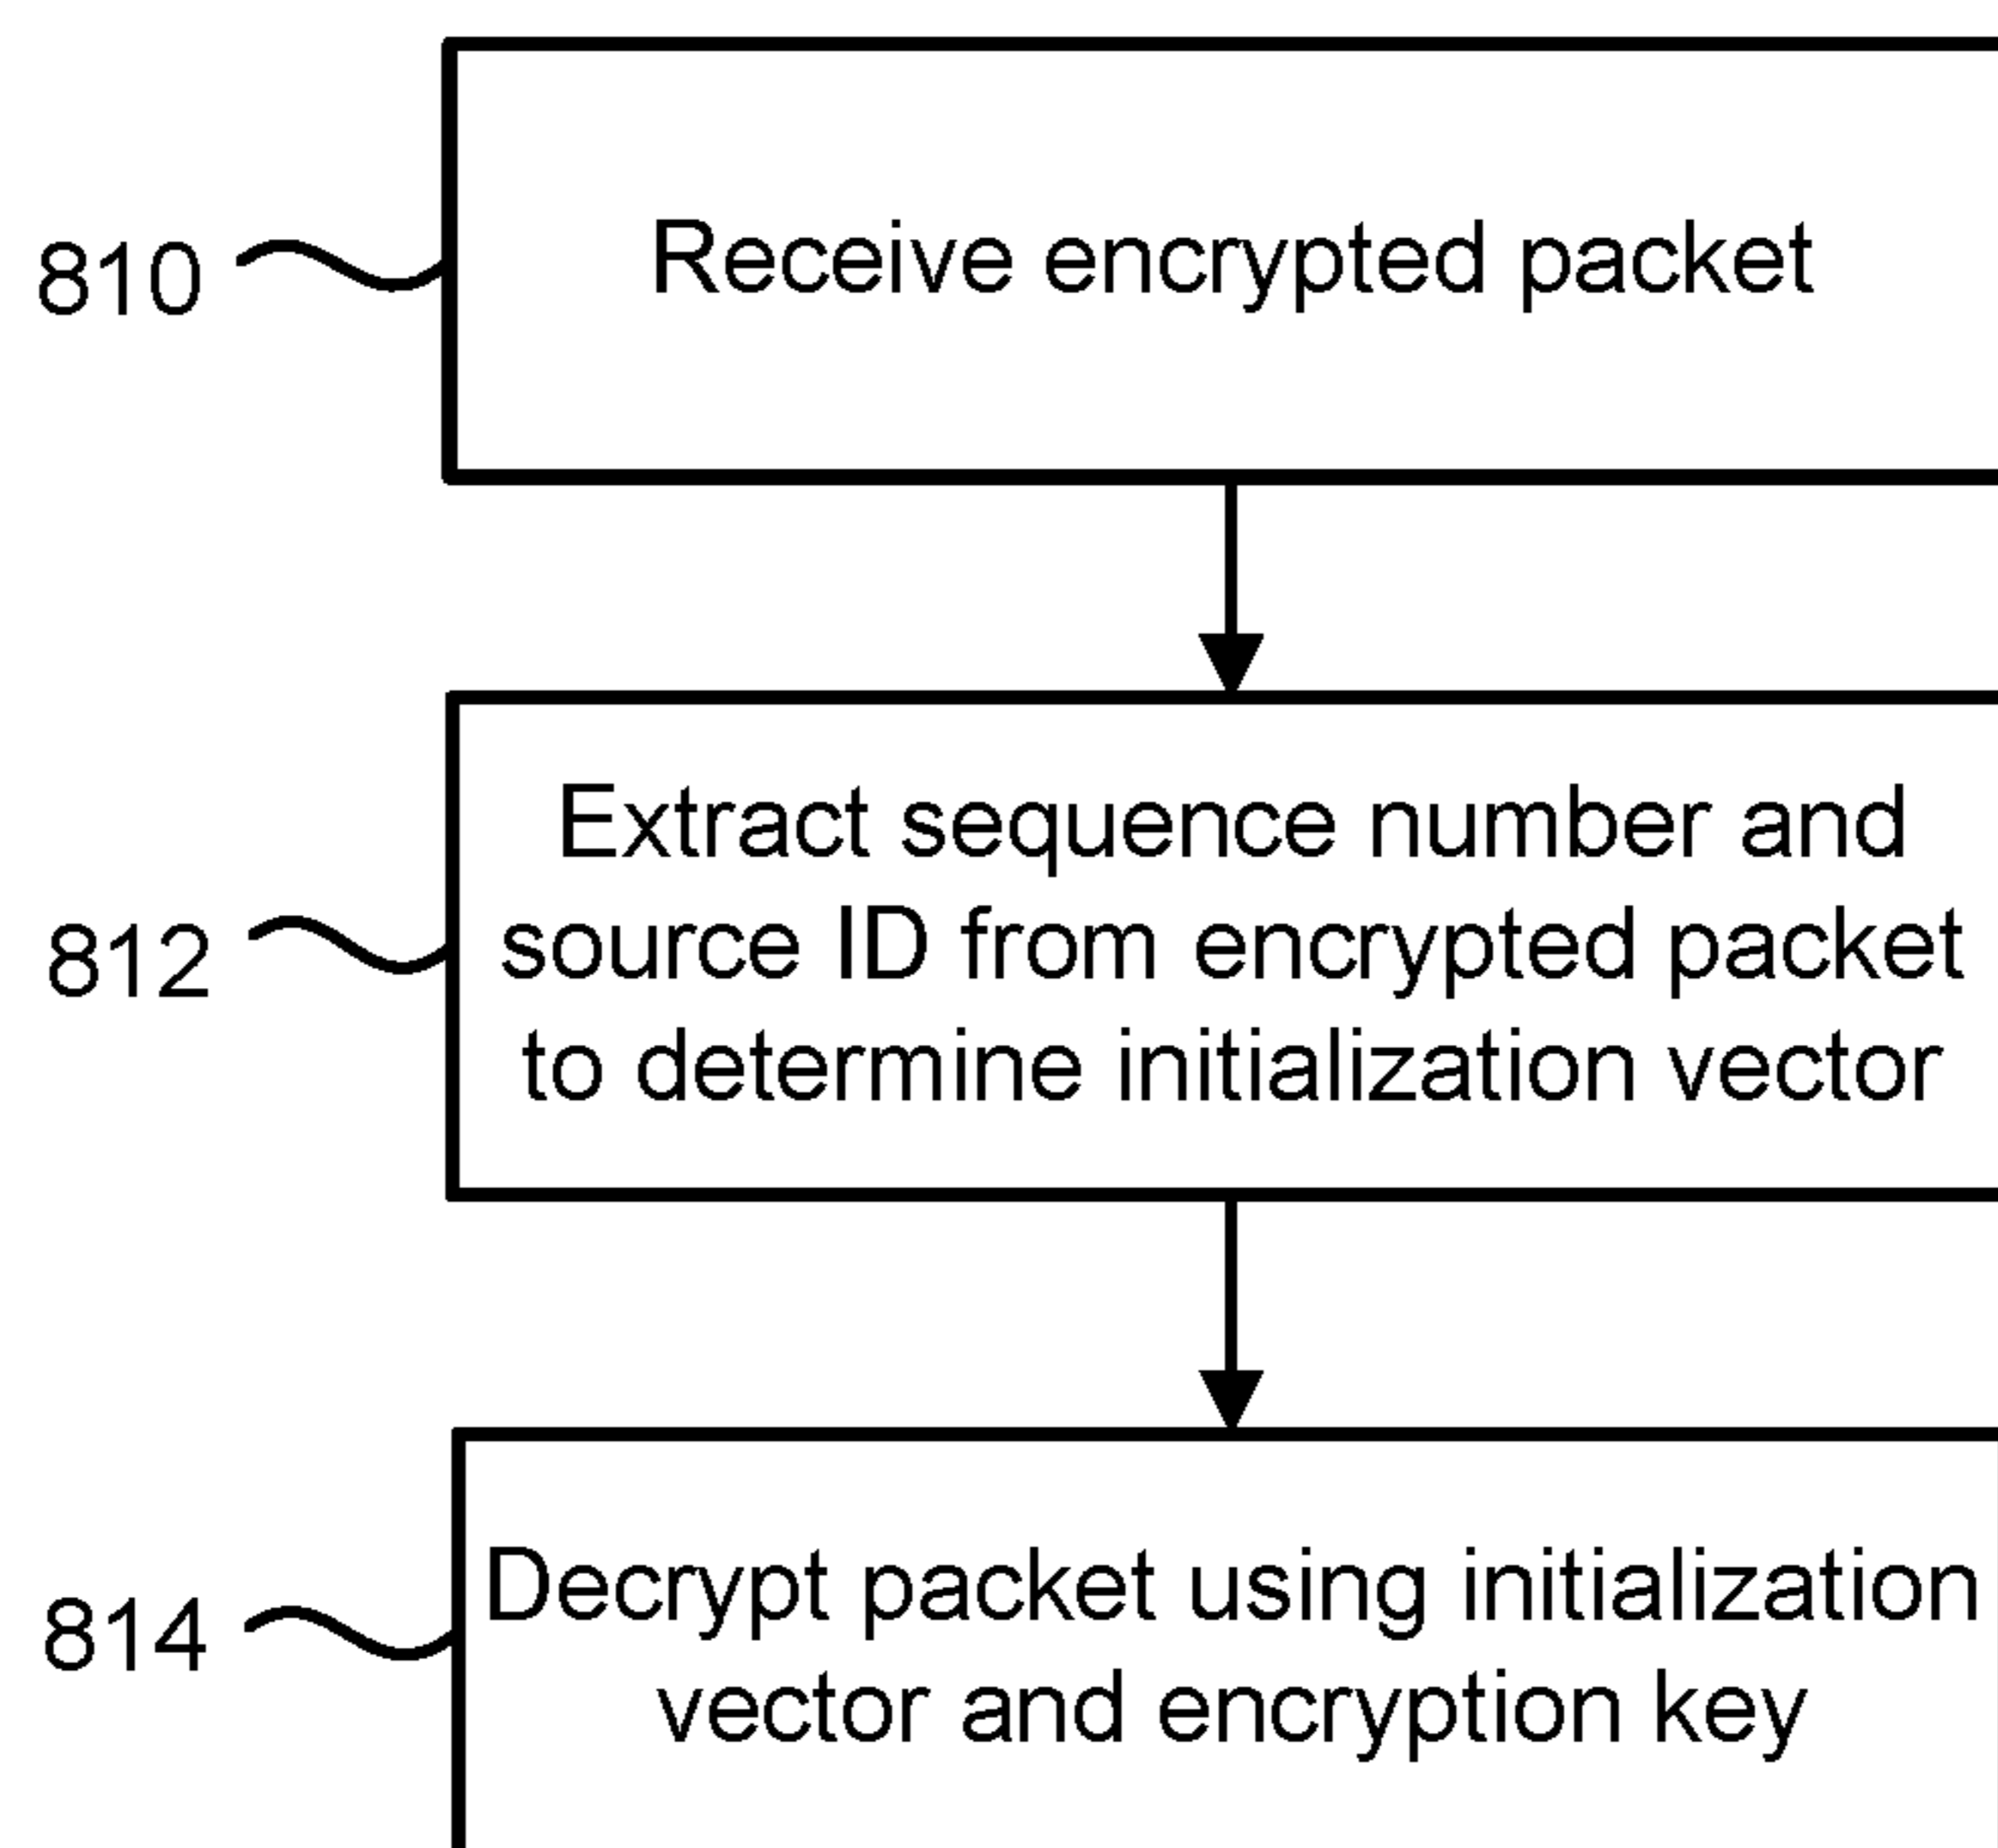 810
Receive encrypted packet
812
Extract sequence number and
source ID from encrypted packet
to determine initialization vector
814
Decrypt packet using initialization
vector and encryption key